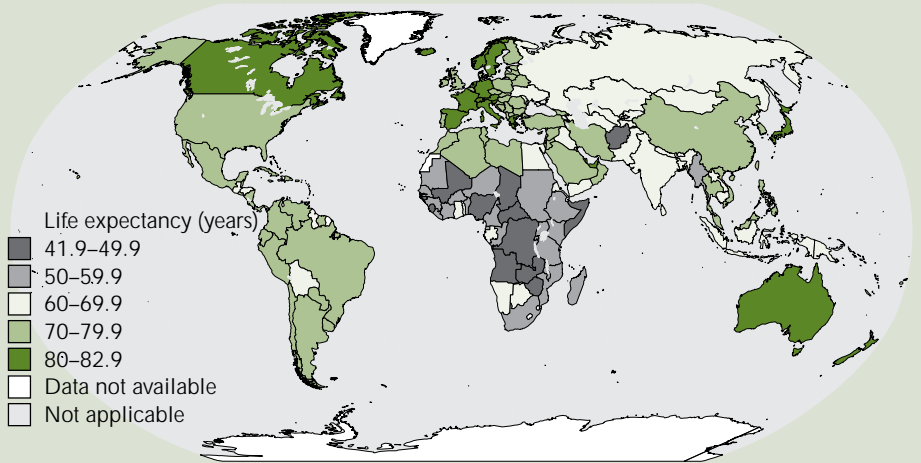 Life expectancy (years)
41.9–49.9
50–59.9
60–69.9
70–79.9
80–82.9
Data not available
Not applicable